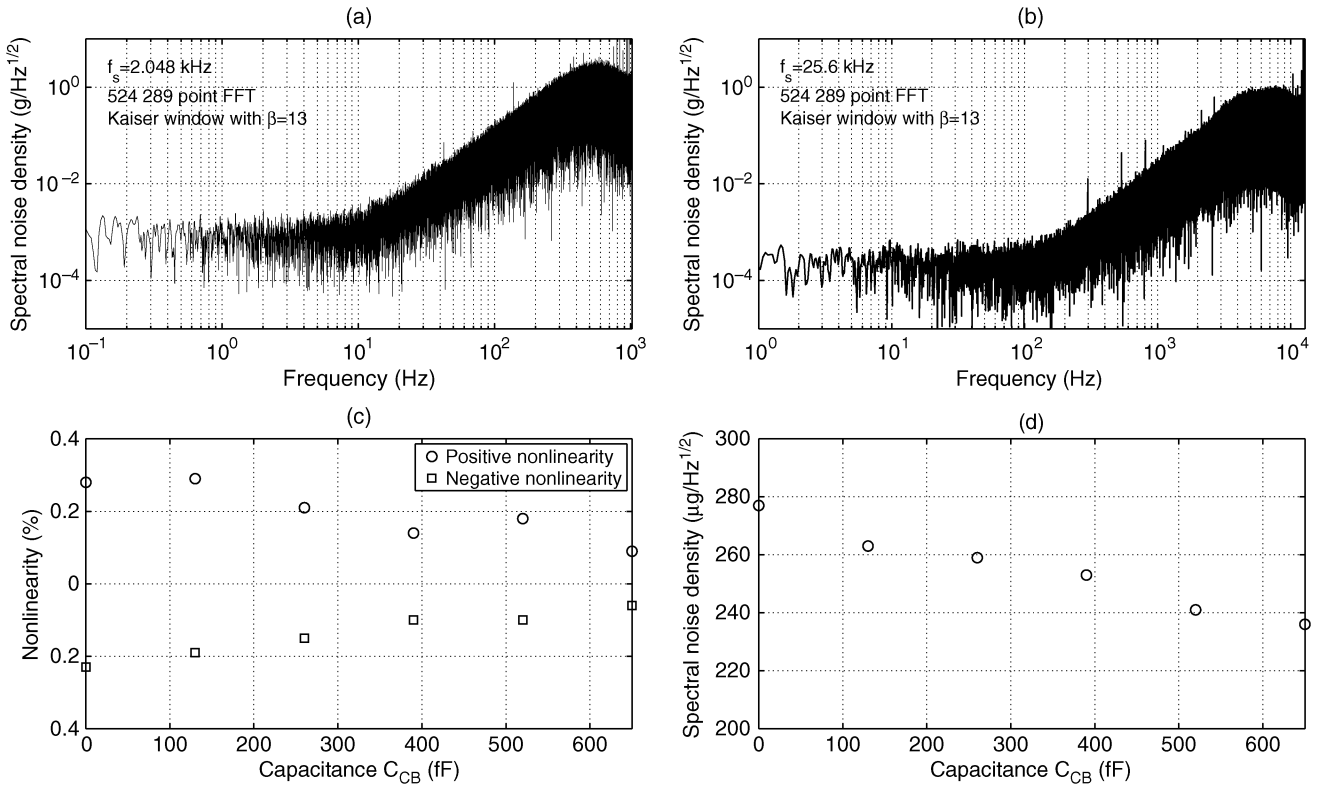 (a)
Spectral noise density (g/Hz^1/2)
10^0
10^−2
10^−4
f_s=2.048 kHz
524 289 point FFT
Kaiser window with β=13
10^−1 10^0 10^1 10^2 10^3
Frequency (Hz)
(b)
Spectral noise density (g/Hz^1/2)
10^0
10^−2
10^−4
f_s=25.6 kHz
524 289 point FFT
Kaiser window with β=13
10^0 10^1 10^2 10^3 10^4
Frequency (Hz)
(c)
Nonlinearity (%)
0.4
0.2
0
0.2
0.4
Positive nonlinearity
Negative nonlinearity
0 100 200 300 400 500 600
Capacitance C_CB (fF)
(d)
Spectral noise density (μg/Hz^1/2)
300
280
260
240
220
200
0 100 200 300 400 500 600
Capacitance C_CB (fF)